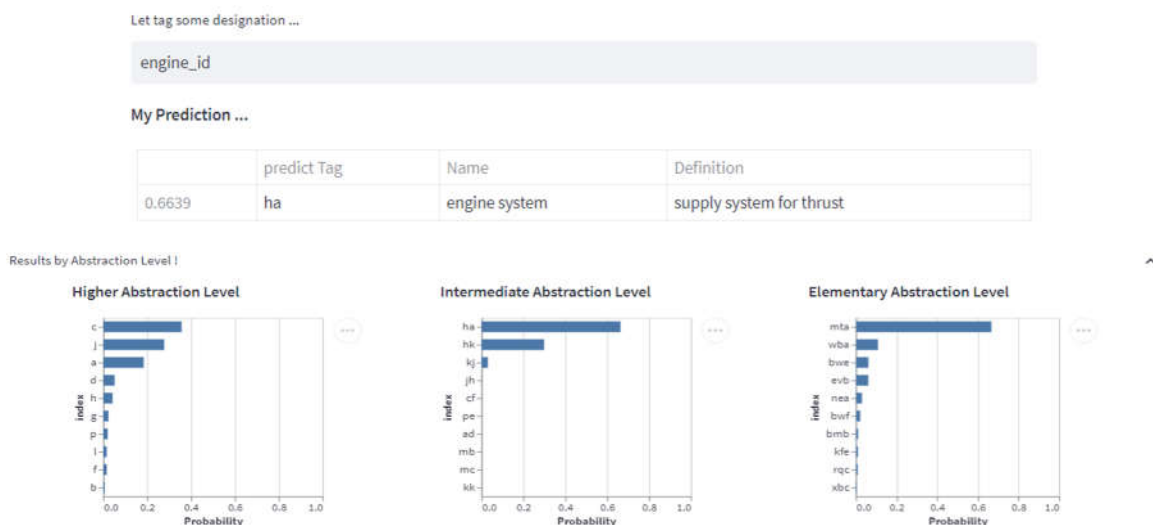 Let tag some designation ...
engine_id
My Prediction ...
predict Tag Name Definition
0.6639 ha engine system supply system for thrust
Results by Abstraction Level !
Higher Abstraction Level
c
j
a
d
h
g
p
l
f
b
index
0.0 0.2 0.4 0.6 0.8 1.0
Probability
Intermediate Abstraction Level
ha
hk
kj
jh
cf
pe
ad
mb
mc
kk
index
0.0 0.2 0.4 0.6 0.8 1.0
Probability
Elementary Abstraction Level
mta
wba
bwe
evb
nea
bwf
bmb
kfe
rqc
xbc
index
0.0 0.2 0.4 0.6 0.8 1.0
Probability